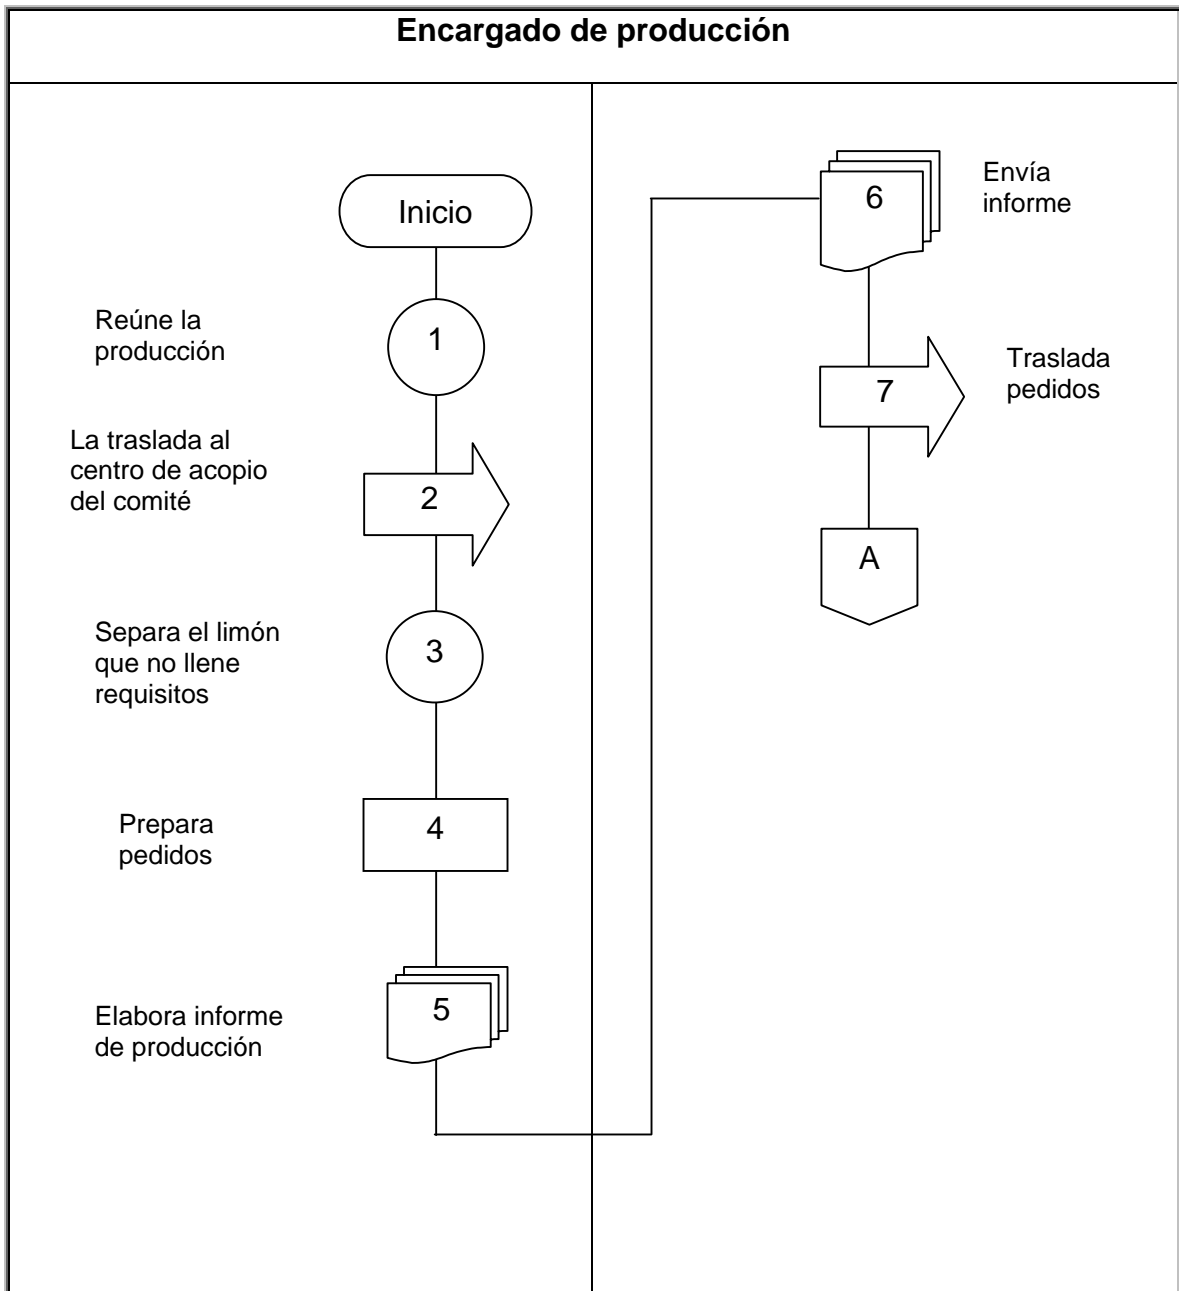 Encargado de producción
Inicio
Reúne la
producción
1
La traslada al
centro de acopio
del comité
2
Separa el limón
que no llene
requisitos
3
Prepara
pedidos
4
Elabora informe
de producción
5
6
Envía
informe
7
Traslada
pedidos
A